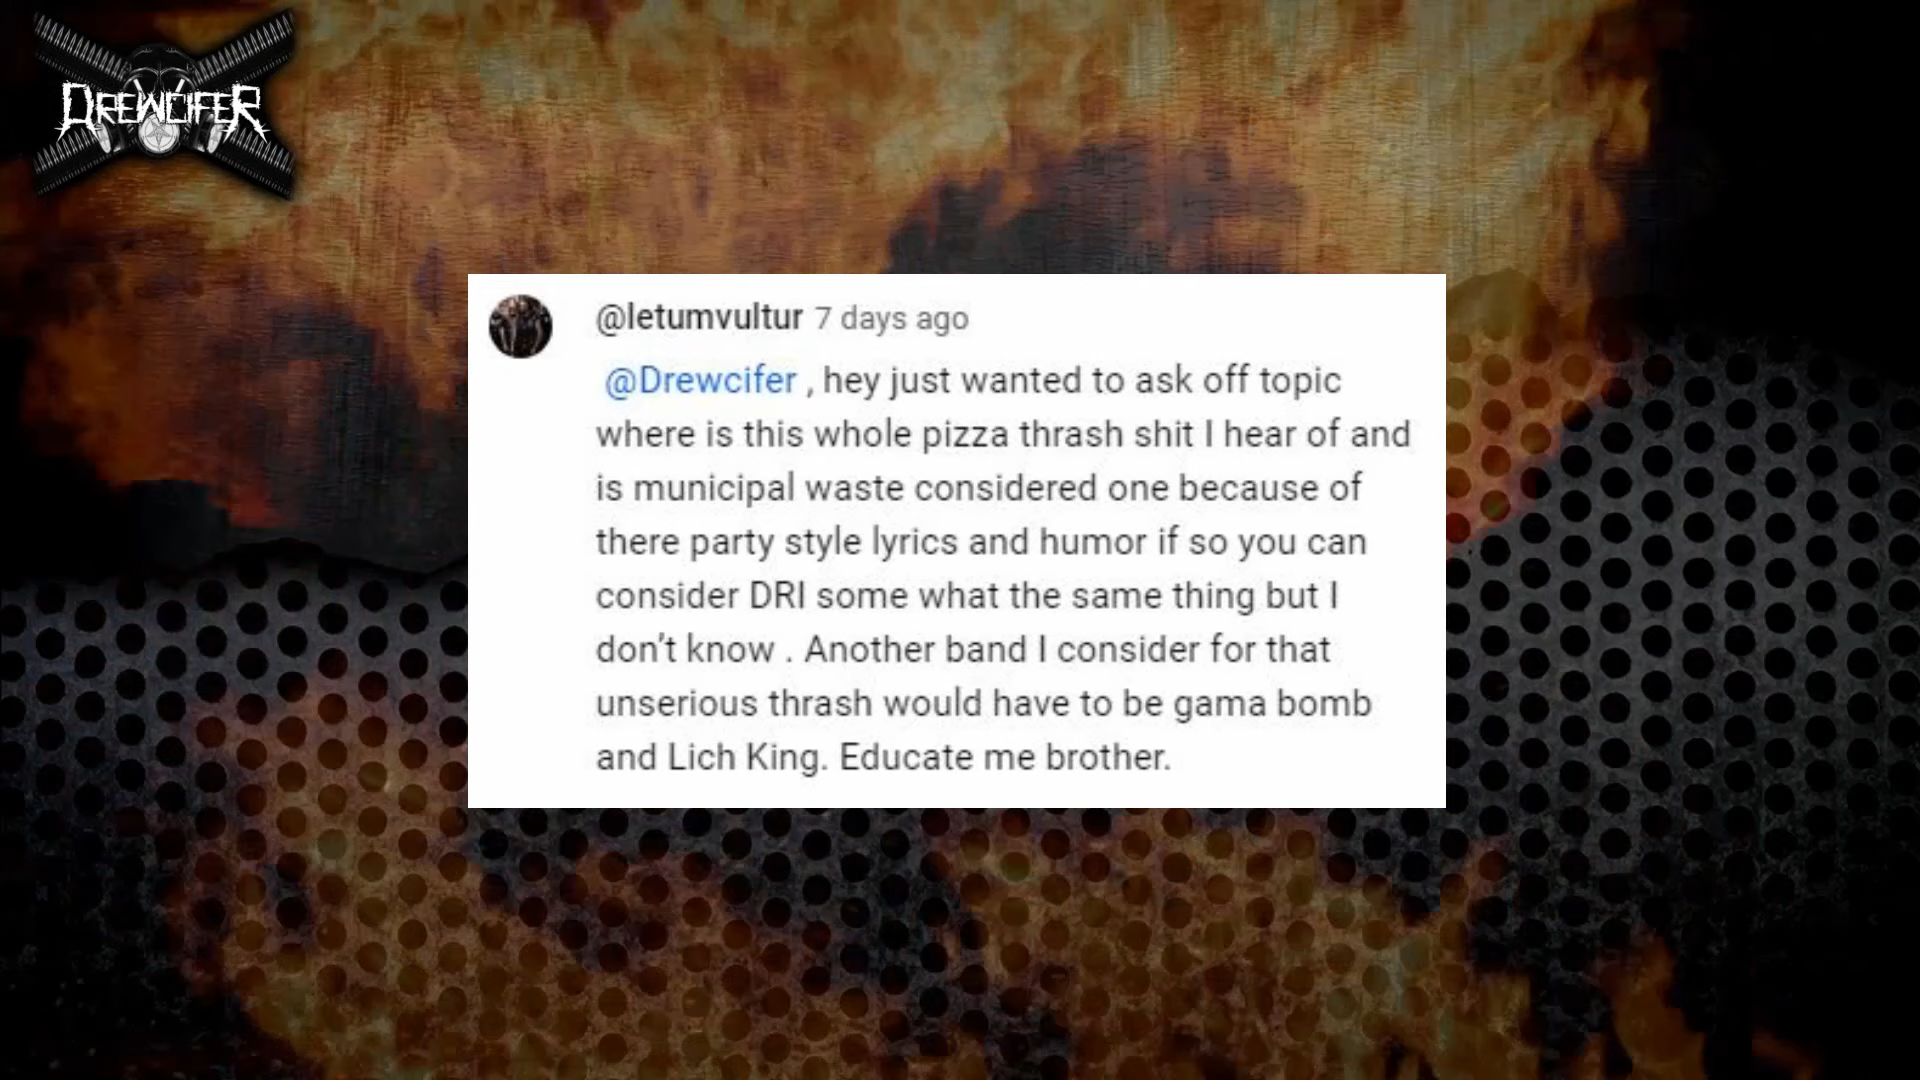 DREWCIFER
@letumvultur 7 days ago
@Drewcifer , hey just wanted to ask off topic
where is this whole pizza thrash shit I hear of and
is municipal waste considered one because of
there party style lyrics and humor if so you can
consider DRI some what the same thing but I
don't know . Another band I consider for that
unserious thrash would have to be gama bomb
and Lich King. Educate me brother.